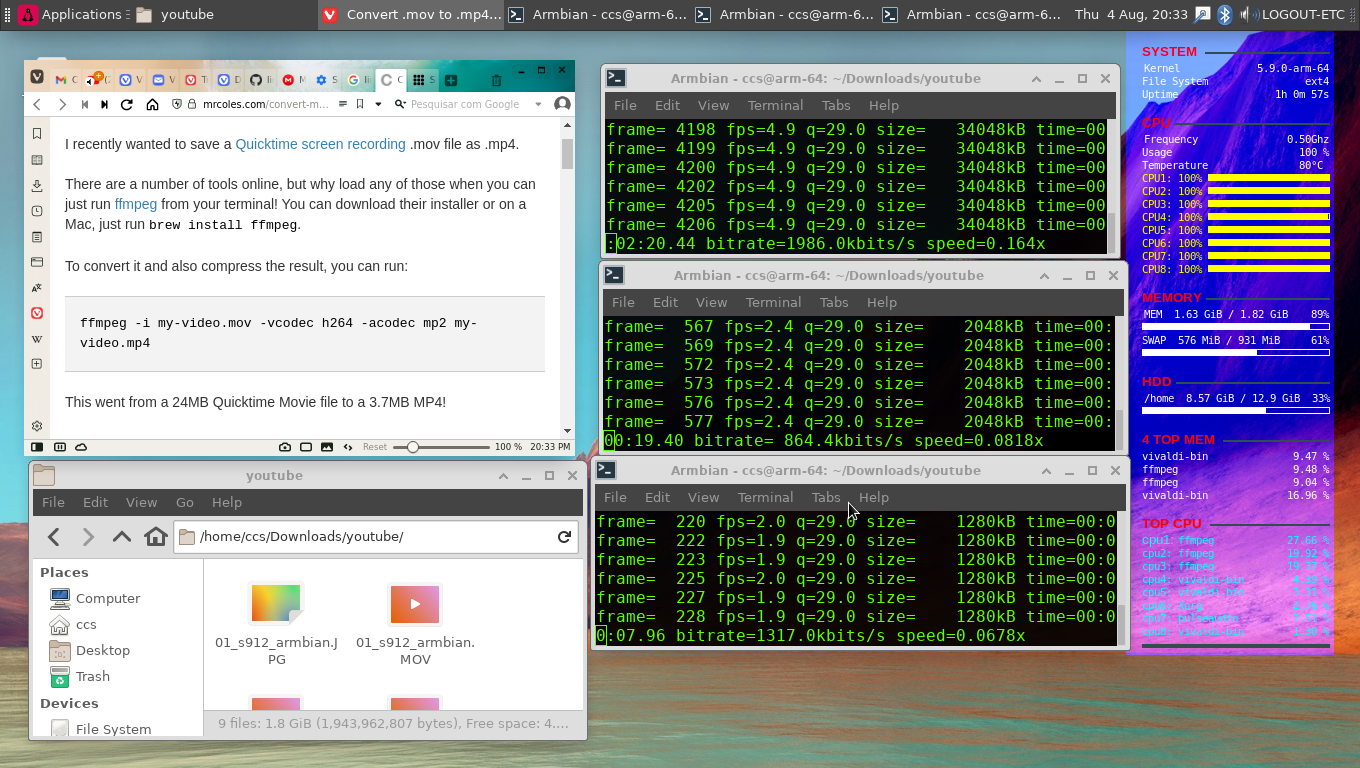 Applications
youtube
Convert .mov to .mp4...
Armbian - ccs@arm-6...
Armbian - ccs@arm-6...
Armbian - ccs@arm-6...
Thu 4 Aug, 20:33
LOGOUT-ETC
mrcoles.com/convert-m...
Pesquisar com Google
I recently wanted to save a Quicktime screen recording .mov file as .mp4.
There are a number of tools online, but why load any of those when you can
just run ffmpeg from your terminal! You can download their installer or on a
Mac, just run brew install ffmpeg.
To convert it and also compress the result, you can run:
ffmpeg -i my-video.mov -vcodec h264 -acodec mp2 my-
video.mp4
This went from a 24MB Quicktime Movie file to a 3.7MB MP4!
Reset
100 %
20:33 PM
youtube
File Edit View Go Help
/home/ccs/Downloads/youtube/
Places
Computer
ccs
Desktop
Trash
Devices
File System
01_s912_armbian.J
PG
01_s912_armbian.
MOV
9 files: 1.8 GiB (1,943,962,807 bytes), Free space: 4....
Armbian - ccs@arm-64: ~/Downloads/youtube
File Edit View Terminal Tabs Help
frame= 4198 fps=4.9 q=29.0 size=   34048kB time=00
frame= 4199 fps=4.9 q=29.0 size=   34048kB time=00
frame= 4200 fps=4.9 q=29.0 size=   34048kB time=00
frame= 4202 fps=4.9 q=29.0 size=   34048kB time=00
frame= 4205 fps=4.9 q=29.0 size=   34048kB time=00
frame= 4206 fps=4.9 q=29.0 size=   34048kB time=00
:02:20.44 bitrate=1986.0kbits/s speed=0.164x
Armbian - ccs@arm-64: ~/Downloads/youtube
File Edit View Terminal Tabs Help
frame=  567 fps=2.4 q=29.0 size=    2048kB time=00:
frame=  569 fps=2.4 q=29.0 size=    2048kB time=00:
frame=  572 fps=2.4 q=29.0 size=    2048kB time=00:
frame=  573 fps=2.4 q=29.0 size=    2048kB time=00:
frame=  576 fps=2.4 q=29.0 size=    2048kB time=00:
frame=  577 fps=2.4 q=29.0 size=    2048kB time=00:
00:19.40 bitrate= 864.4kbits/s speed=0.0818x
Armbian - ccs@arm-64: ~/Downloads/youtube
File Edit View Terminal Tabs Help
frame=  220 fps=2.0 q=29.0 size=    1280kB time=00:0
frame=  222 fps=1.9 q=29.0 size=    1280kB time=00:0
frame=  223 fps=1.9 q=29.0 size=    1280kB time=00:0
frame=  225 fps=2.0 q=29.0 size=    1280kB time=00:0
frame=  227 fps=1.9 q=29.0 size=    1280kB time=00:0
frame=  228 fps=1.9 q=29.0 size=    1280kB time=00:0
0:07.96 bitrate=1317.0kbits/s speed=0.0678x
SYSTEM
Kernel 5.9.0-arm-64
File System ext4
Uptime 1h 0m 57s
CPU
Frequency 0.50Ghz
Usage 100 %
Temperature 80°C
CPU1: 100%
CPU2: 100%
CPU3: 100%
CPU4: 100%
CPU5: 100%
CPU6: 100%
CPU7: 100%
CPU8: 100%
MEMORY
MEM 1.63 GiB / 1.82 GiB 89%
SWAP 576 MiB / 931 MiB 61%
HDD
/home 8.57 GiB / 12.9 GiB 33%
4 TOP MEM
vivaldi-bin 9.47 %
ffmpeg 9.48 %
ffmpeg 9.04 %
vivaldi-bin 16.96 %
TOP CPU
cpu1: ffmpeg 27.66 %
cpu2: ffmpeg 19.92 %
cpu3: ffmpeg
cpu4: vivaldi-bin
cpu5: vivaldi-bin